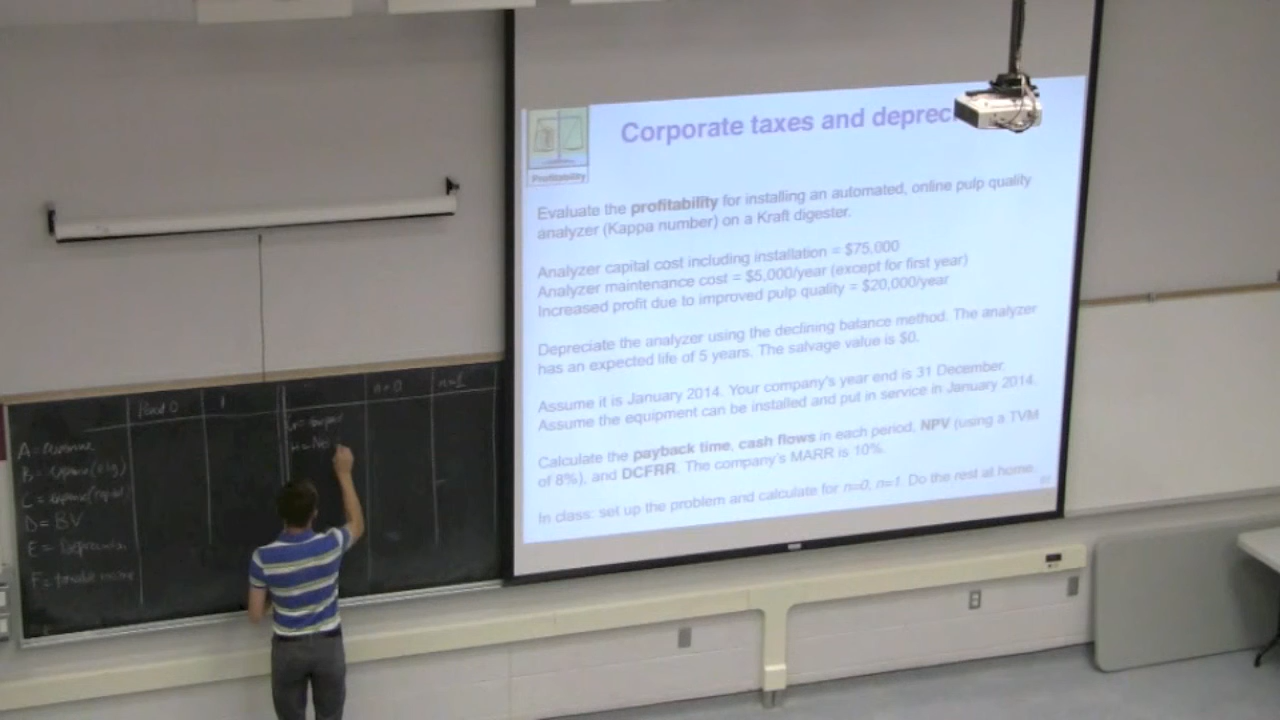 Corporate taxes and deprec
Profitability
Evaluate the profitability for installing an automated, online pulp quality
analyzer (Kappa number) on a Kraft digester.
Analyzer capital cost including installation = $75,000
Analyzer maintenance cost = $5,000/year (except for first year)
Increased profit due to improved pulp quality = $20,000/year
Depreciate the analyzer using the declining balance method. The analyzer
has an expected life of 5 years. The salvage value is $0.
Assume it is January 2014. Your company's year end is 31 December.
Assume the equipment can be installed and put in service in January 2014.
Calculate the payback time, cash flows in each period, NPV (using a TVM
of 8%), and DCFRR. The company's MARR is 10%.
In class: set up the problem and calculate for n=0, n=1. Do the rest at home.
n=0 n=1
A = revenue
D = BV
E = Depreciation